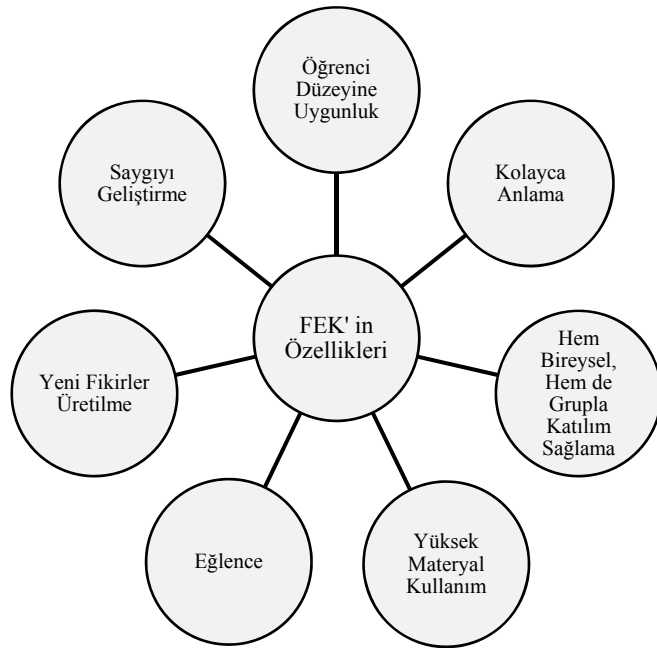 Öğrenci
Düzeyine
Uygunluk
Saygıyı
Geliştirme
Kolayca
Anlama
FEK' in
Özellikleri
Hem
Bireysel,
Hem de
Grupla
Katılım
Sağlama
Yeni Fikirler
Üretilme
Eğlence
Yüksek
Materyal
Kullanım